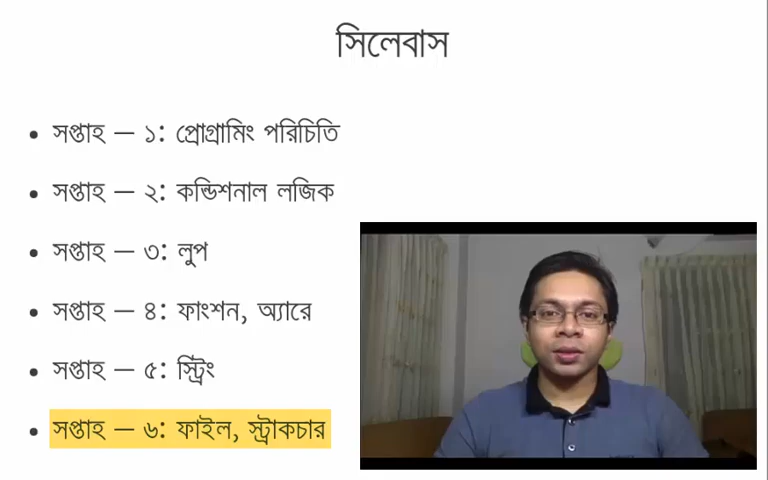 সিলেবাস
• সপ্তাহ – ১: প্রোগ্রামিং পরিচিতি
• সপ্তাহ – ২: কন্ডিশনাল লজিক
• সপ্তাহ – ৩: লুপ
• সপ্তাহ – ৪: ফাংশন, অ্যারে
• সপ্তাহ – ৫: স্ট্রিং
• সপ্তাহ – ৬: ফাইল, স্ট্রাকচার